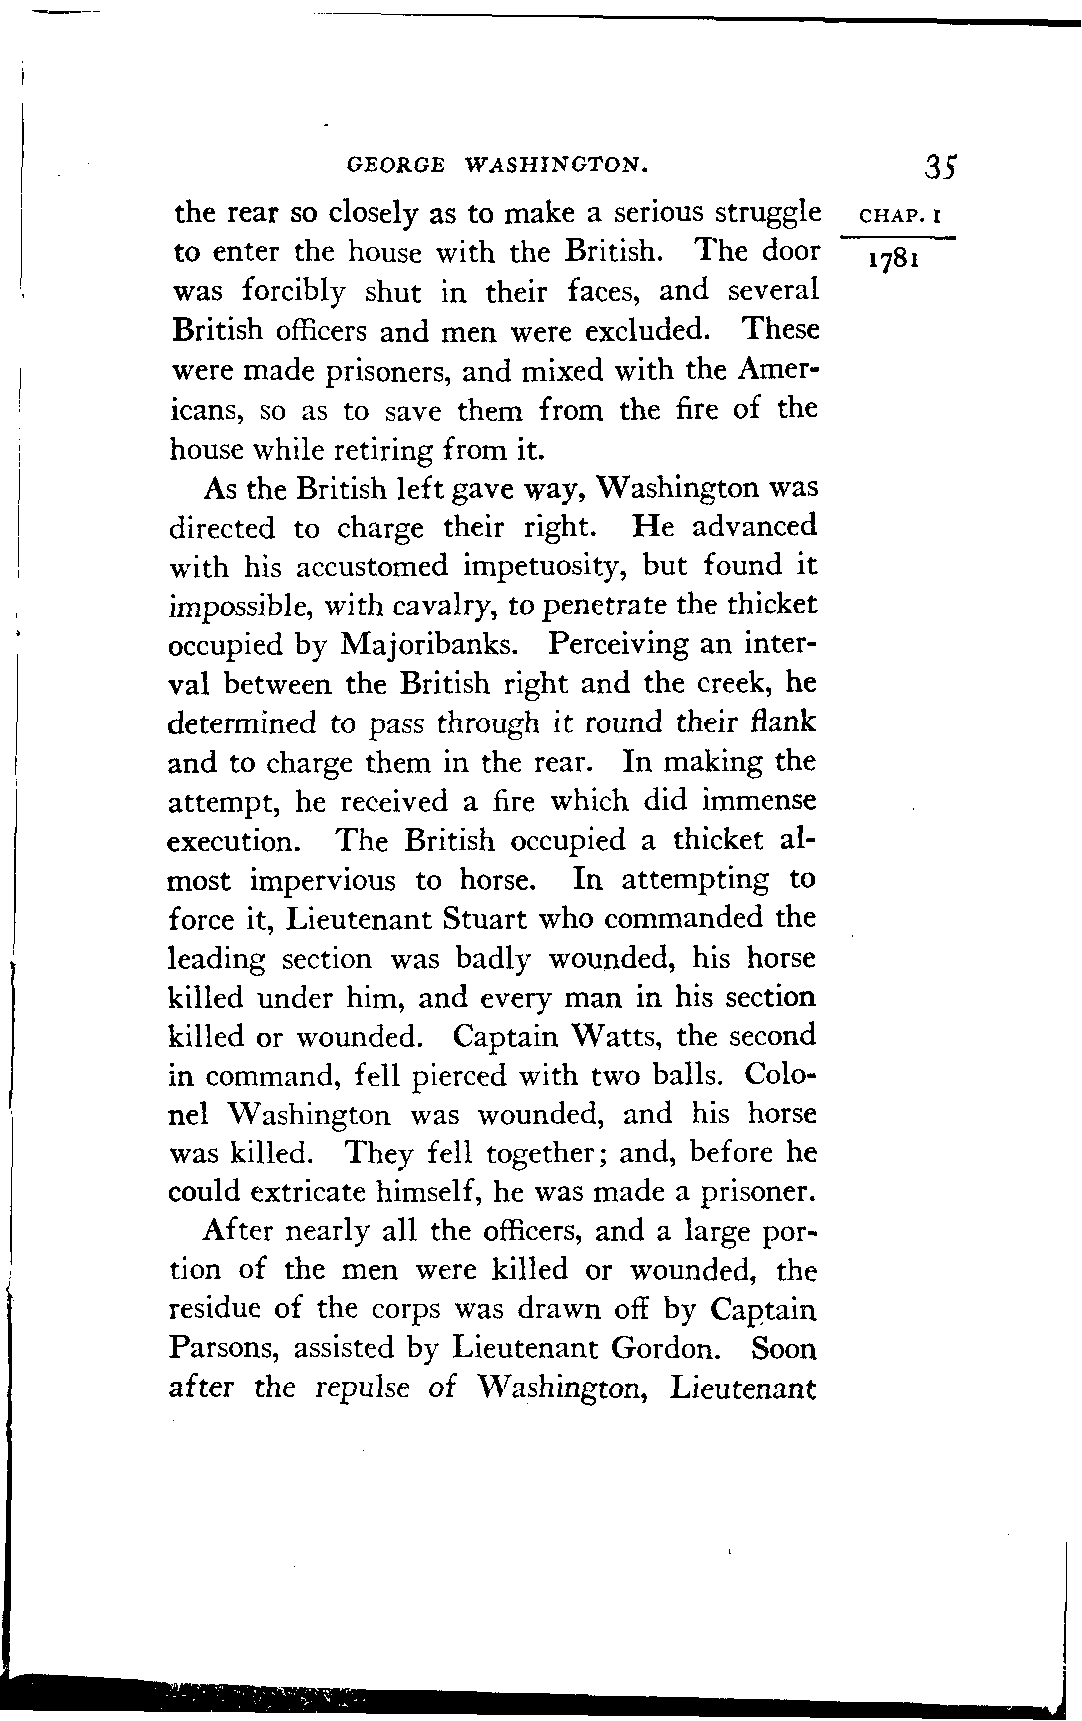 GEORGE WASHINGTON. 35
CHAP. I
1781
the rear so closely as to make a serious struggle
to enter the house with the British. The door
was forcibly shut in their faces, and several
British officers and men were excluded. These
were made prisoners, and mixed with the Amer-
icans, so as to save them from the fire of the
house while retiring from it.
As the British left gave way, Washington was
directed to charge their right. He advanced
with his accustomed impetuosity, but found it
impossible, with cavalry, to penetrate the thicket
occupied by Majoribanks. Perceiving an inter-
val between the British right and the creek, he
determined to pass through it round their flank
and to charge them in the rear. In making the
attempt, he received a fire which did immense
execution. The British occupied a thicket al-
most impervious to horse. In attempting to
force it, Lieutenant Stuart who commanded the
leading section was badly wounded, his horse
killed under him, and every man in his section
killed or wounded. Captain Watts, the second
in command, fell pierced with two balls. Colo-
nel Washington was wounded, and his horse
was killed. They fell together; and, before he
could extricate himself, he was made a prisoner.
After nearly all the officers, and a large por-
tion of the men were killed or wounded, the
residue of the corps was drawn off by Captain
Parsons, assisted by Lieutenant Gordon. Soon
after the repulse of Washington, Lieutenant